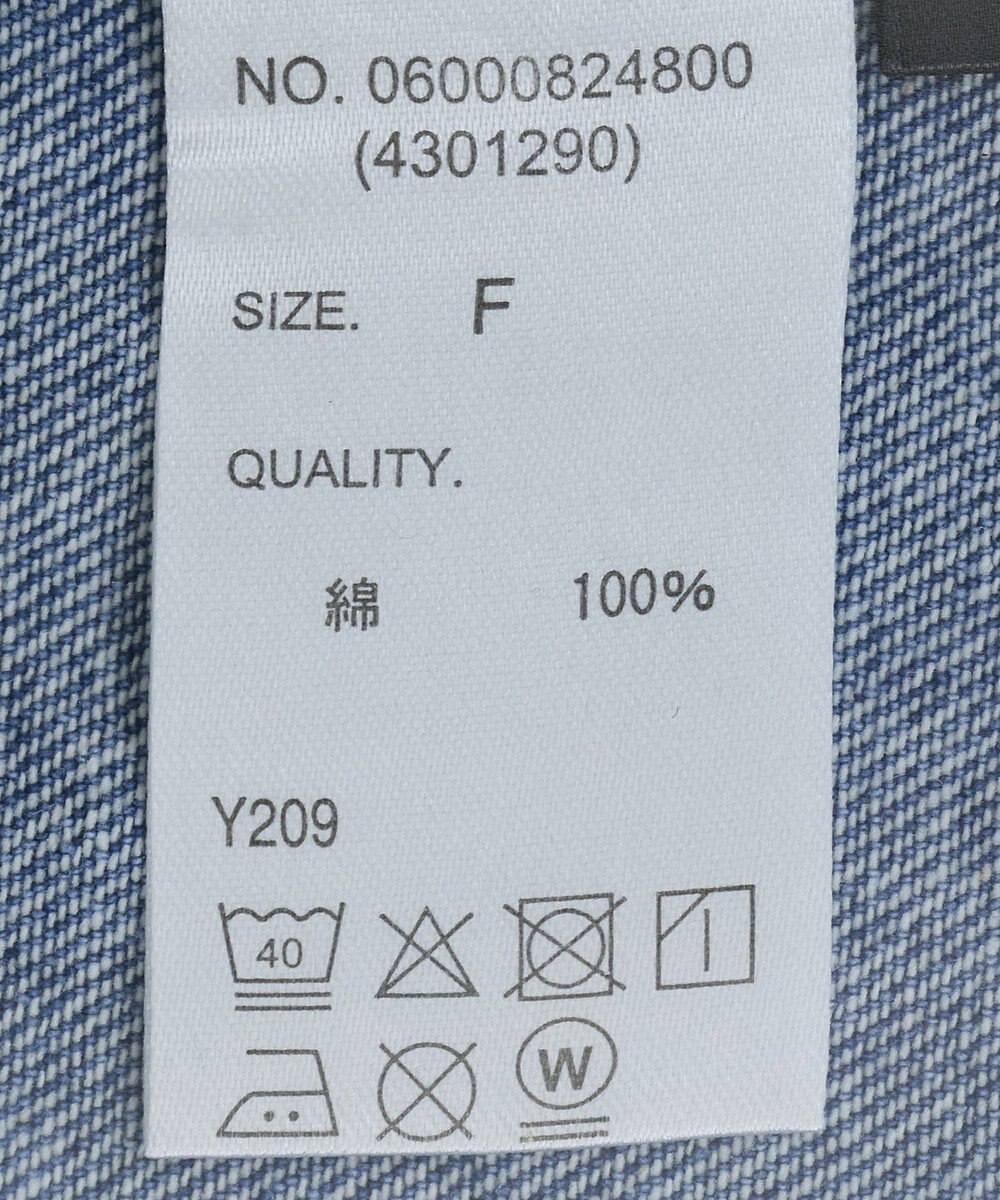 NO. 06000824800
(4301290)
SIZE. F
QUALITY.
綿 100%
Y209
40
W